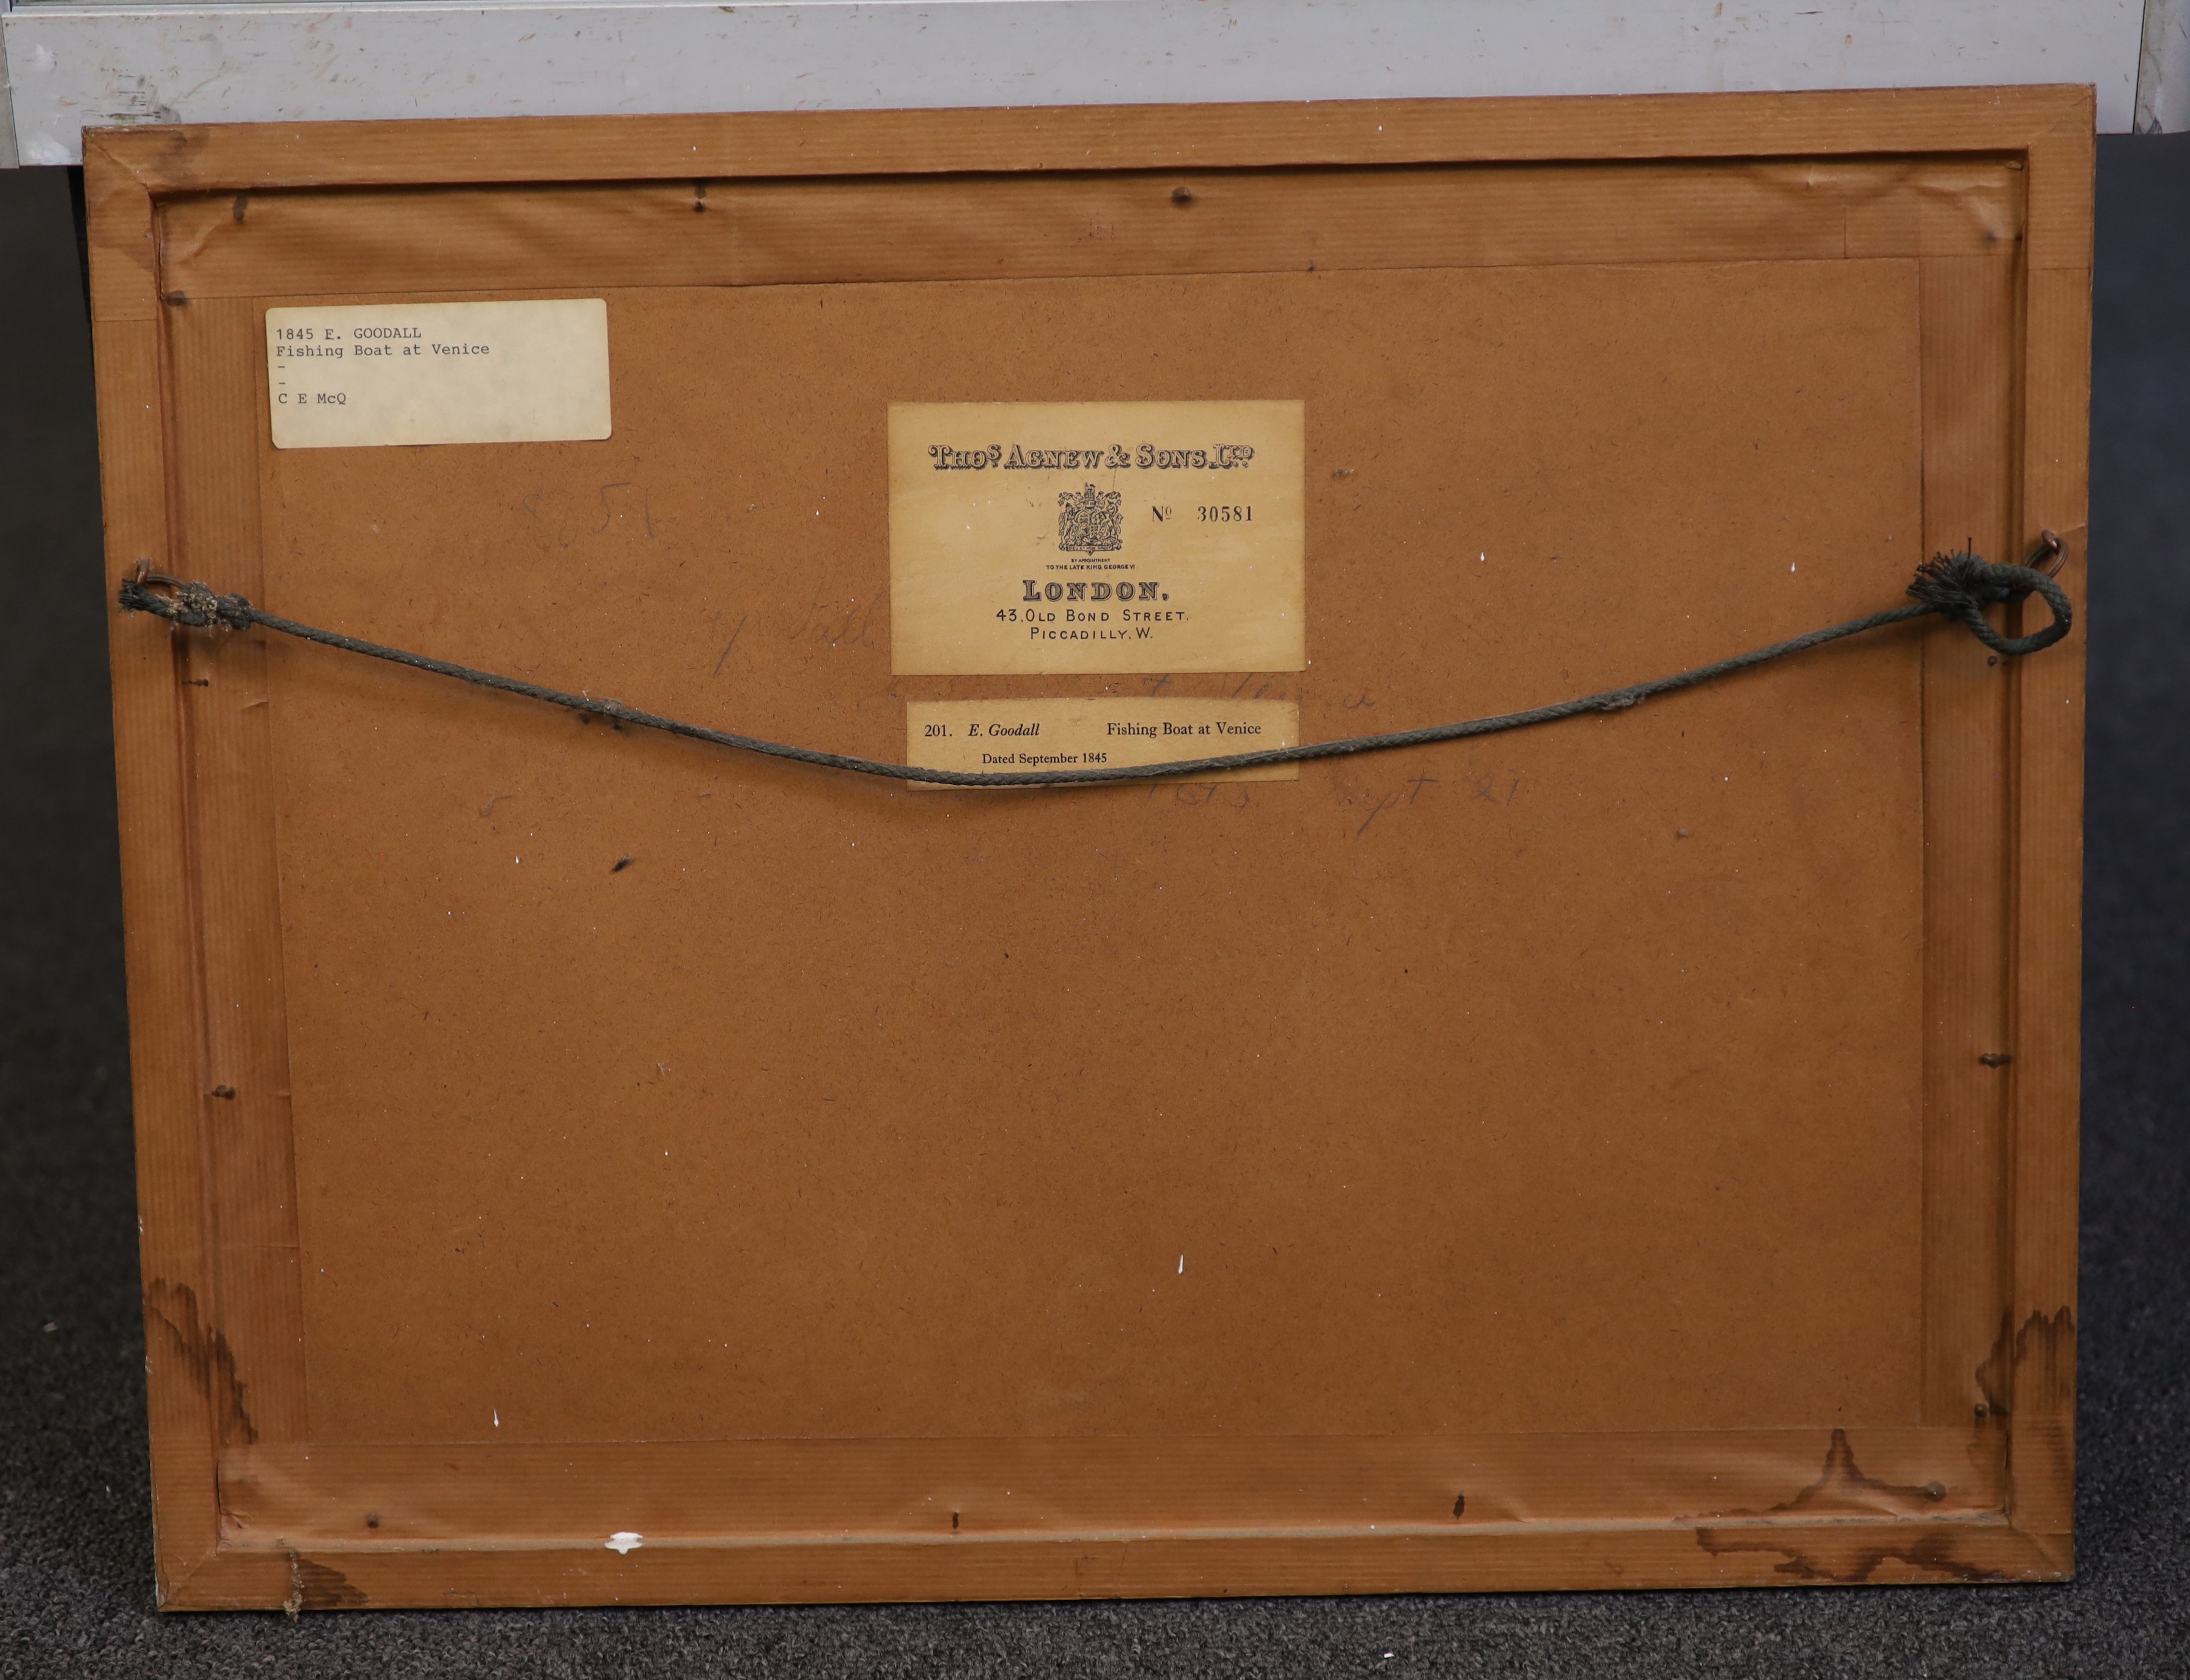 1845 E. GOODALL
Fishing Boat at Venice
-
-
C E McQ
THOS AGNEW & SONS LTD
No 30581
BY APPOINTMENT
TO THE LATE KING GEORGE VI
LONDON,
43, OLD BOND STREET,
PICCADILLY, W.
201. E. Goodall Fishing Boat at Venice
Dated September 1845